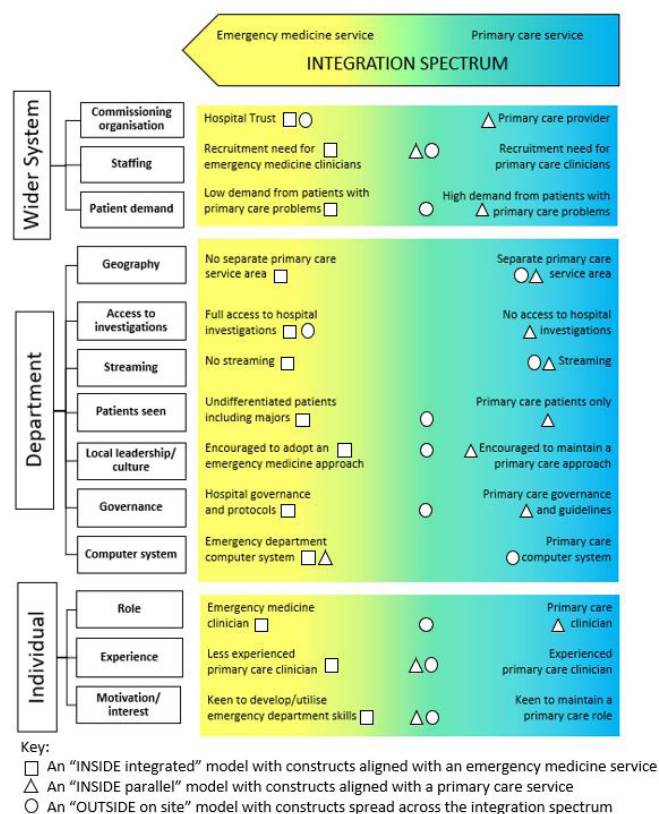 Emergency medicine service
Primary care service
INTEGRATION SPECTRUM
Wider System
Commissioning
organisation
Hospital Trust
Primary care provider
Staffing
Recruitment need for
emergency medicine clinicians
Recruitment need for
primary care clinicians
Patient demand
Low demand from patients with
primary care problems
High demand from patients with
primary care problems
Department
Geography
No separate primary care
service area
Separate primary care
service area
Access to
investigations
Full access to hospital
investigations
No access to hospital
investigations
Streaming
No streaming
Streaming
Patients seen
Undifferentiated patients
including majors
Primary care patients only
Local leadership/
culture
Encouraged to adopt an
emergency medicine approach
Encouraged to maintain a
primary care approach
Governance
Hospital governance
and protocols
Primary care governance
and guidelines
Computer system
Emergency department
computer system
Primary care
computer system
Individual
Role
Emergency medicine
clinician
Primary care
clinician
Experience
Less experienced
primary care clinician
Experienced
primary care clinician
Motivation/
interest
Keen to develop/utilise
emergency department skills
Keen to maintain a
primary care role
Key:
An “INSIDE integrated” model with constructs aligned with an emergency medicine service
An “INSIDE parallel” model with constructs aligned with a primary care service
An “OUTSIDE on site” model with constructs spread across the integration spectrum